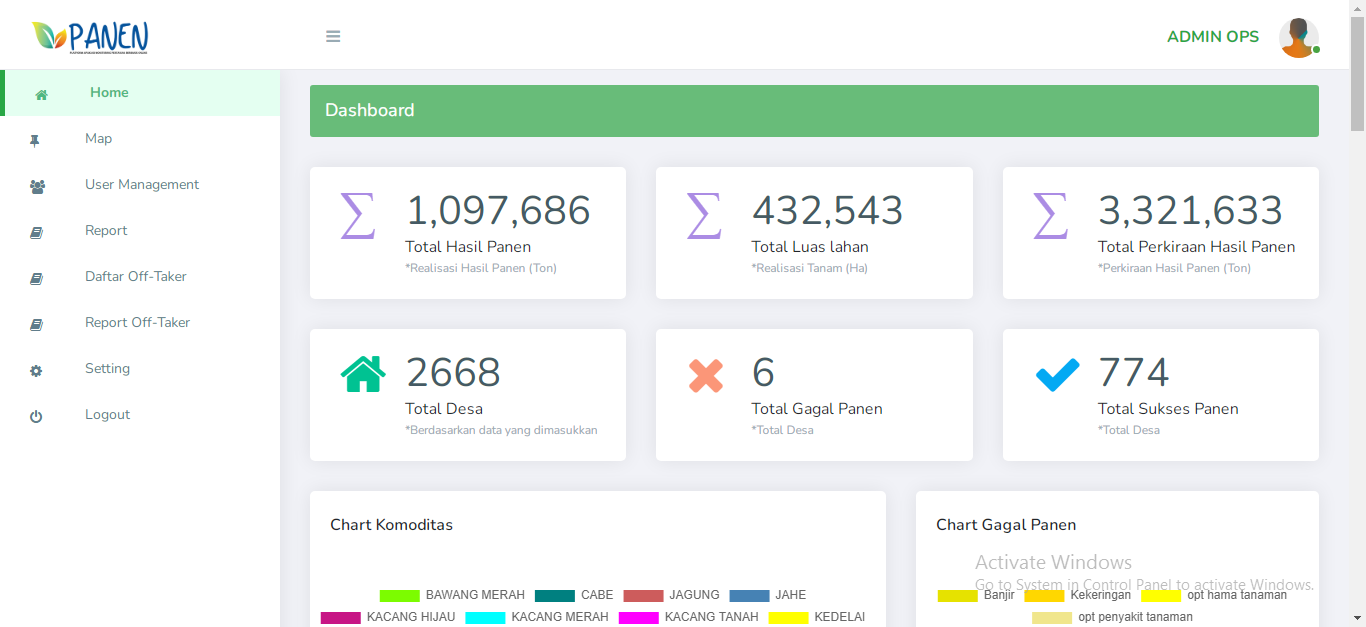 PANEN
ADMIN OPS
Home
Map
User Management
Report
Daftar Off-Taker
Report Off-Taker
Setting
Logout
Dashboard
1,097,686
Total Hasil Panen
*Realisasi Hasil Panen (Ton)
432,543
Total Luas lahan
*Realisasi Tanam (Ha)
3,321,633
Total Perkiraan Hasil Panen
*Perkiraan Hasil Panen (Ton)
2668
Total Desa
*Berdasarkan data yang dimasukkan
6
Total Gagal Panen
*Total Desa
774
Total Sukses Panen
*Total Desa
Chart Komoditas
BAWANG MERAH CABE JAGUNG JAHE
KACANG HIJAU KACANG MERAH KACANG TANAH KEDELAI
Chart Gagal Panen
Activate Windows
Go to System in Control Panel to activate Windows.
Banjir Kekeringan opt hama tanaman
opt penyakit tanaman